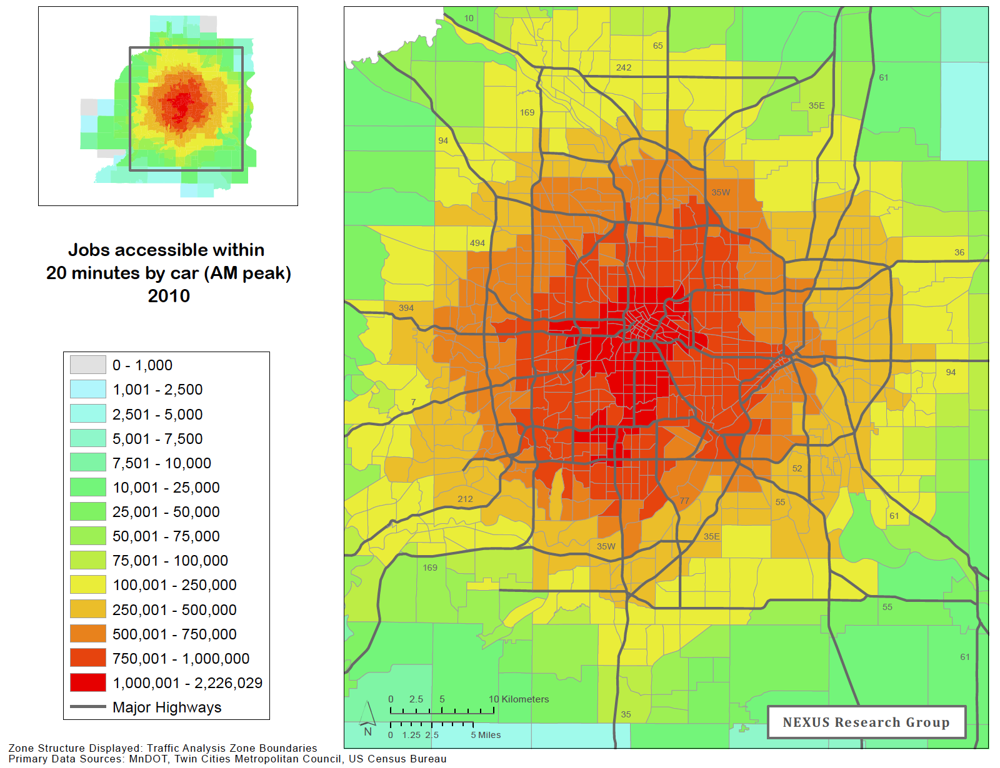 Jobs accessible within
20 minutes by car (AM peak)
2010
0 - 1,000
1,001 - 2,500
2,501 - 5,000
5,001 - 7,500
7,501 - 10,000
10,001 - 25,000
25,001 - 50,000
50,001 - 75,000
75,001 - 100,000
100,001 - 250,000
250,001 - 500,000
500,001 - 750,000
750,001 - 1,000,000
1,000,001 - 2,226,029
Major Highways
10
65
242
61
169
35E
94
35W
494
36
394
94
7
52
212
77
55
61
35E
35W
169
55
61
35
0 2.5 5 10 Kilometers
0 1.25 2.5 5 Miles
N
NEXUS Research Group
Zone Structure Displayed: Traffic Analysis Zone Boundaries
Primary Data Sources: MnDOT, Twin Cities Metropolitan Council, US Census Bureau